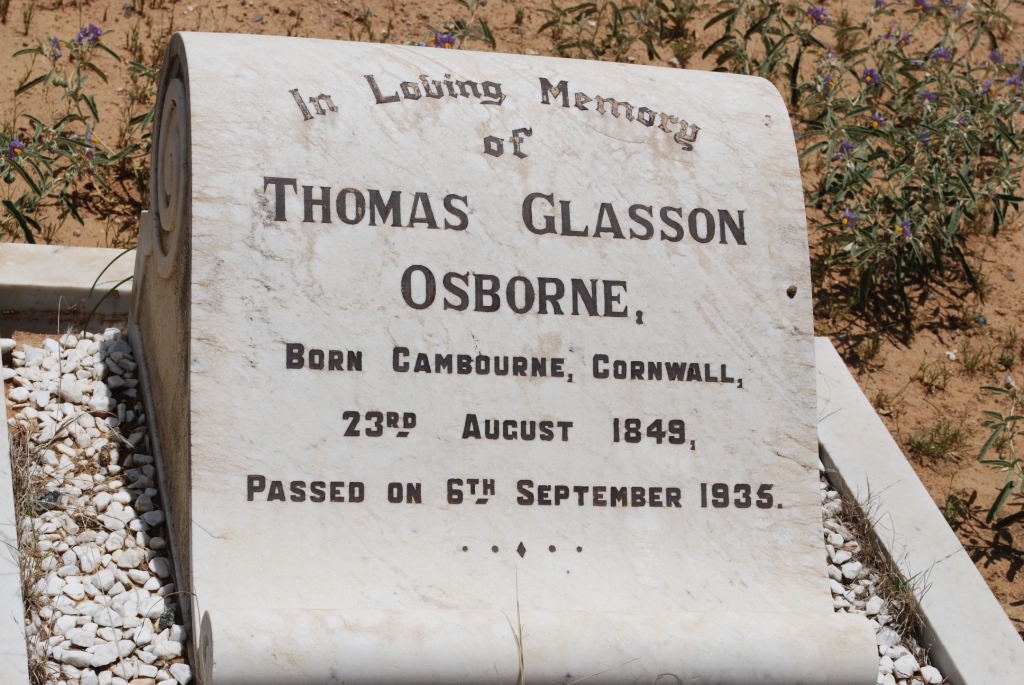 In Loving Memory
of
THOMAS GLASSON
OSBORNE,
BORN CAMBOURNE, CORNWALL,
23RD AUGUST 1849,
PASSED ON 6TH SEPTEMBER 1935.